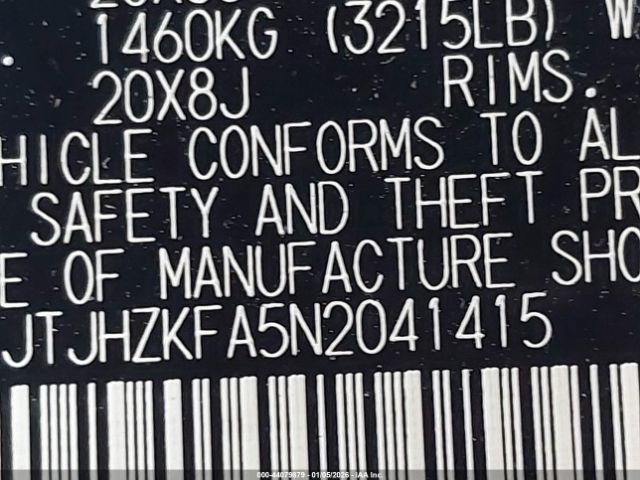 1460KG (3215LB) W
20X8J RIMS.
HICLE CONFORMS TO AL
SAFETY AND THEFT PR
E OF MANUFACTURE SHO
JTJHZKFA5N2041415
000-44079879 - 01/05/2026 - IAA Inc.